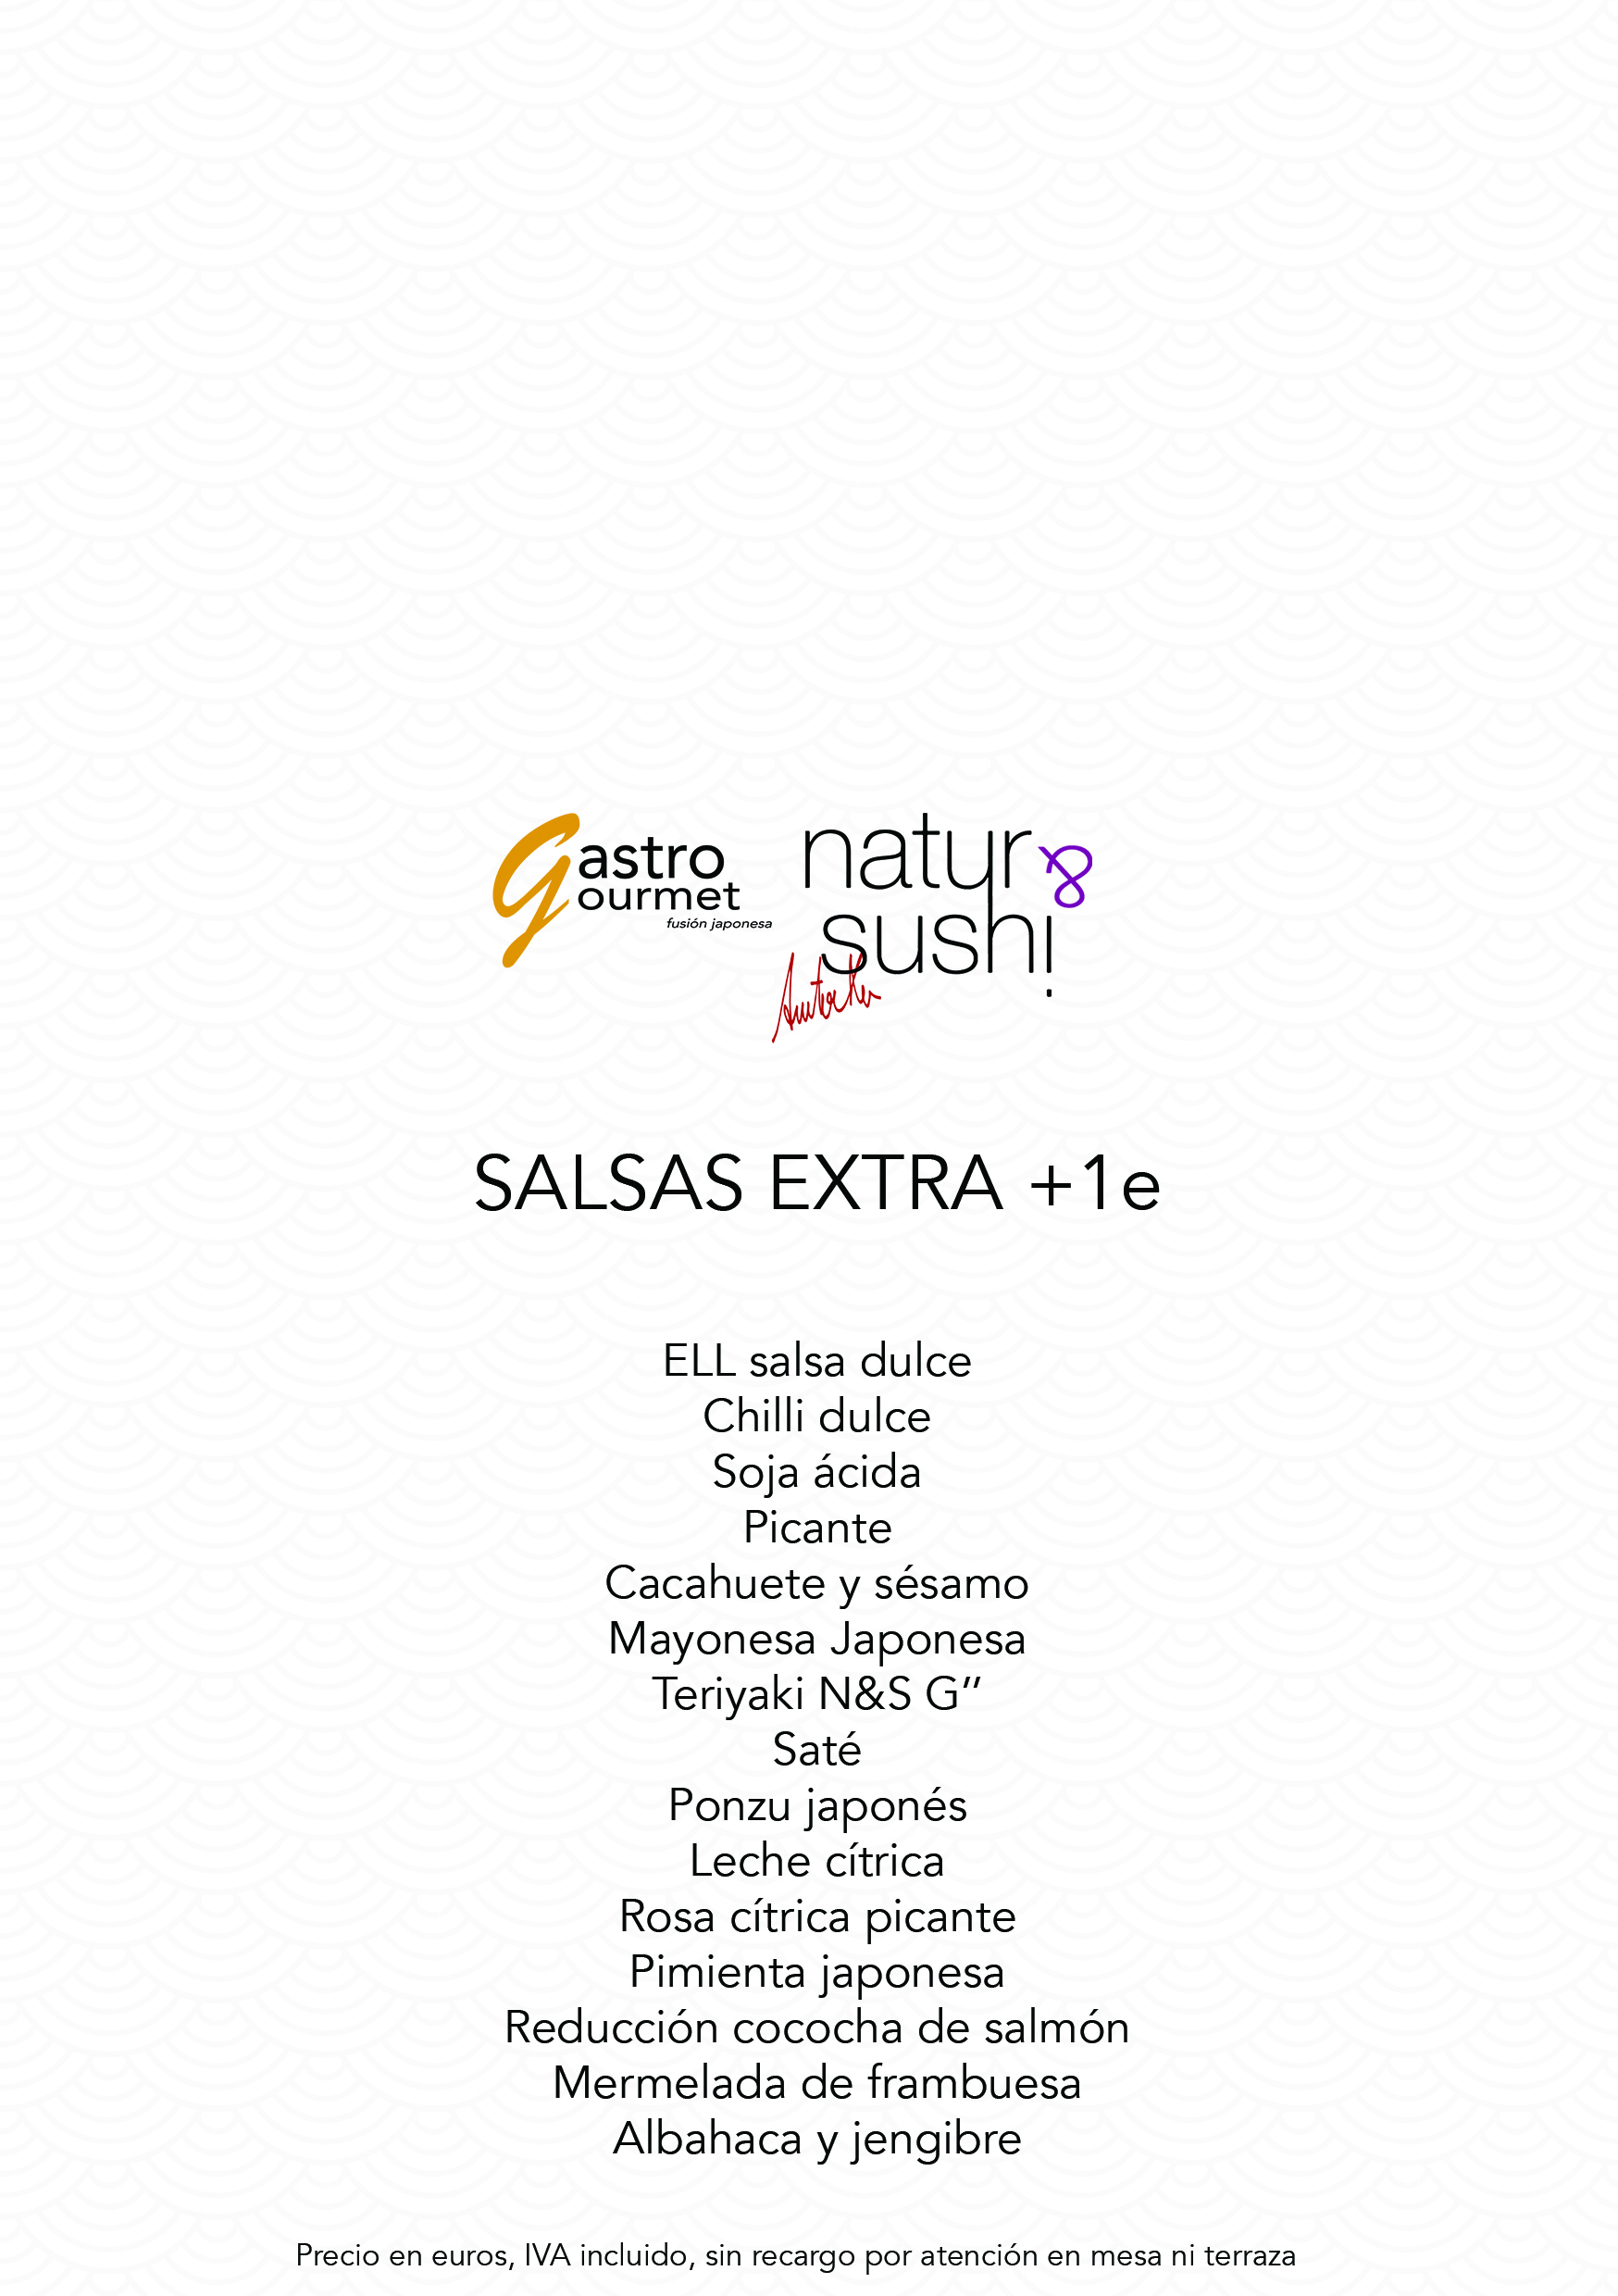 gastro
gourmet
fusión japonesa
natur &
sushi
SALSAS EXTRA +1e
ELL salsa dulce
Chilli dulce
Soja ácida
Picante
Cacahuete y sésamo
Mayonesa Japonesa
Teriyaki N&S G’’
Saté
Ponzu japonés
Leche cítrica
Rosa cítrica picante
Pimienta japonesa
Reducción cococha de salmón
Mermelada de frambuesa
Albahaca y jengibre
Precio en euros, IVA incluido, sin recargo por atención en mesa ni terraza